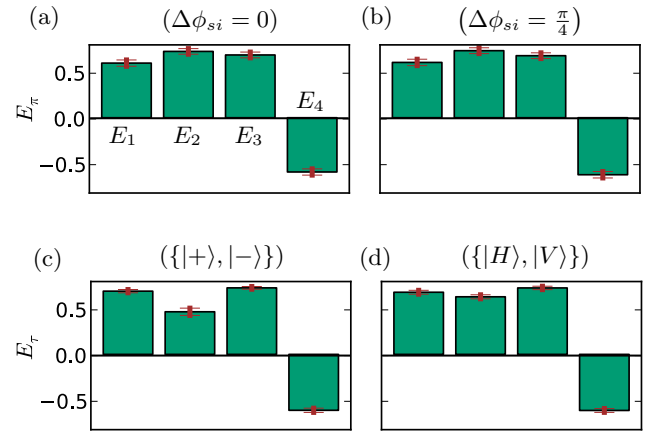 (a) (Δϕ_si = 0)
(b) (Δϕ_si = π/4)
E_π
0.5
0.0
−0.5
E_1 E_2 E_3 E_4
(c) ({|+⟩, |−⟩})
(d) ({|H⟩, |V⟩})
E_τ
0.5
0.0
−0.5